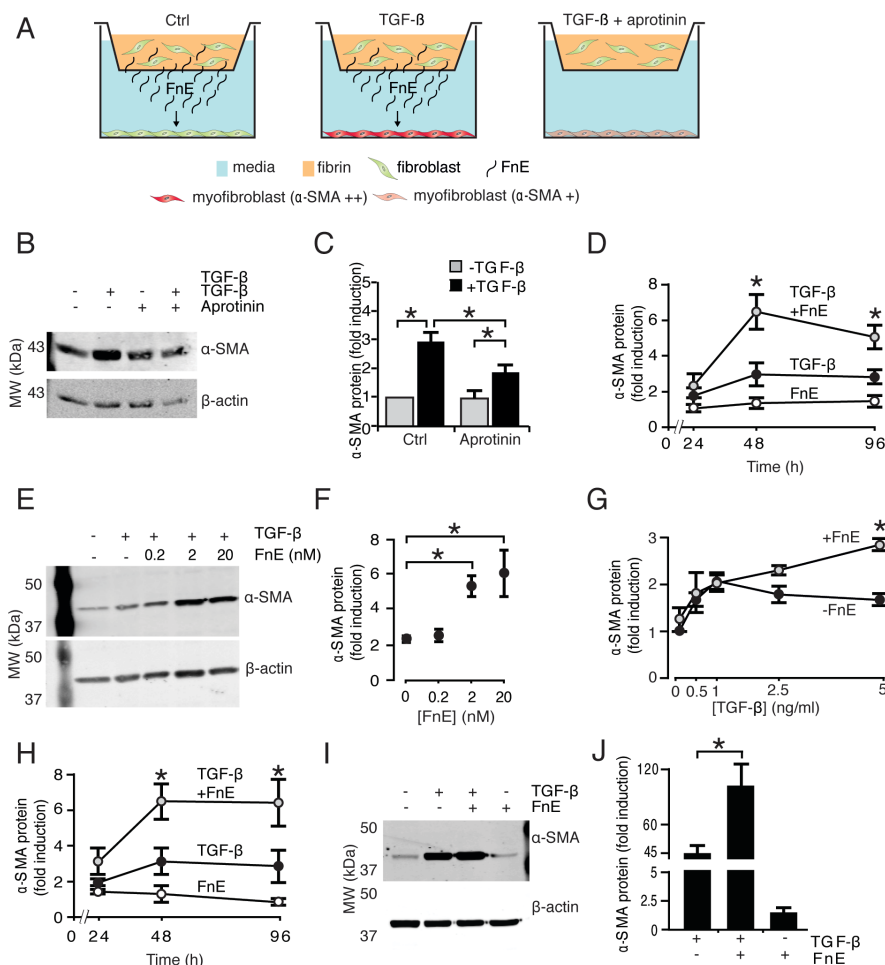 A
Ctrl
TGF-ß
TGF-ß + aprotinin
FnE
FnE
media
fibrin
fibroblast
FnE
myofibroblast (α-SMA ++)
myofibroblast (α-SMA +)
B
TGF-β
- + - + TGF-β
- - + + Aprotinin
MW (kDa)
43
α-SMA
43
β-actin
C
α-SMA protein (fold induction)
-TGF-β
+TGF-β
5
4
3
2
1
0
* * *
Ctrl
Aprotinin
D
α-SMA protein
(fold induction)
8
6
4
2
0
*
*
TGF-β
+FnE
TGF-β
FnE
0 24 48 96
Time (h)
E
- + + + + TGF-β
- - 0.2 2 20 FnE (nM)
MW (kDa)
50
37
α-SMA
50
37
β-actin
F
α-SMA protein
(fold induction)
8
6
4
2
0
*
*
0 0.2 2 20
[FnE] (nM)
G
α-SMA protein
(fold induction)
3
2
1
0
*
+FnE
-FnE
0 0.5 1 2.5 5
[TGF-β] (ng/ml)
H
α-SMA protein
(fold induction)
8
6
4
2
0
* *
TGF-β
+FnE
TGF-β
FnE
0 24 48 96
Time (h)
I
- + + - TGF-β
- - + + FnE
MW (kDa)
50
37
α-SMA
50
37
β-actin
J
α-SMA protein (fold induction)
120
60
45
5
2.5
0
*
+ + - TGF-β
- + + FnE